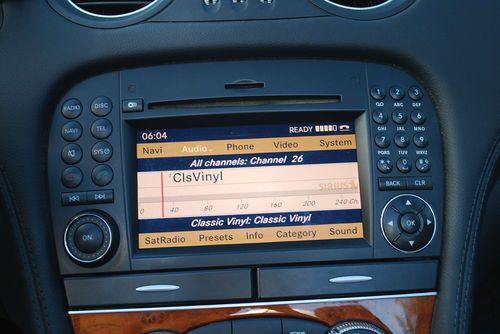 RADIO DISC
NAVI TEL
SYS
ON
06:04 READY
Navi Audio Phone Video System
All channels: Channel 26
ClsVinyl
SIRIUS
0 40 80 120 160 200 240 Ch
Classic Vinyl: Classic Vinyl
SatRadio Presets Info Category Sound
1 2 ABC 3 DEF
4 GHI 5 JKL 6 MNO
7 PQRS 8 TUV 9 WXYZ
* 0 #
BACK CLR
OK